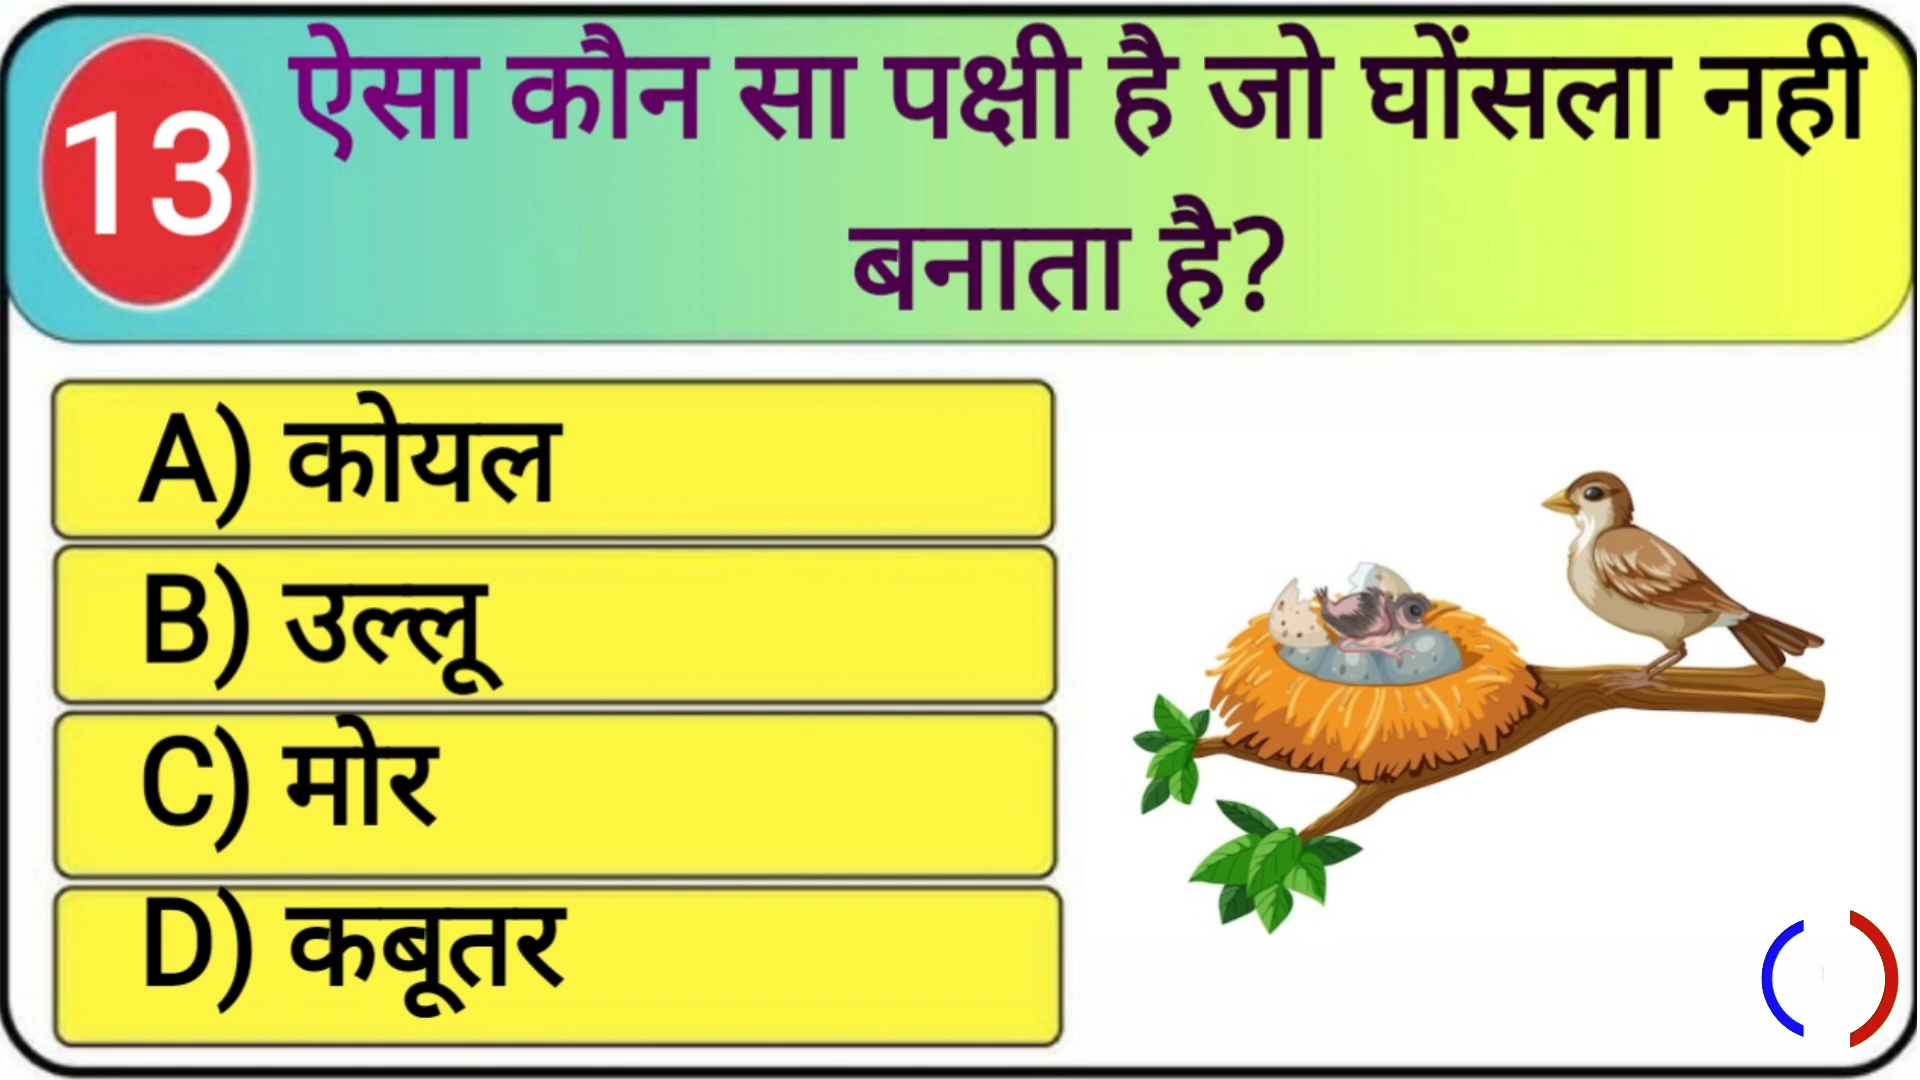 13
ऐसा कौन सा पक्षी है जो घोंसला नही
बनाता है?
A) कोयल
B) उल्लू
C) मोर
D) कबूतर